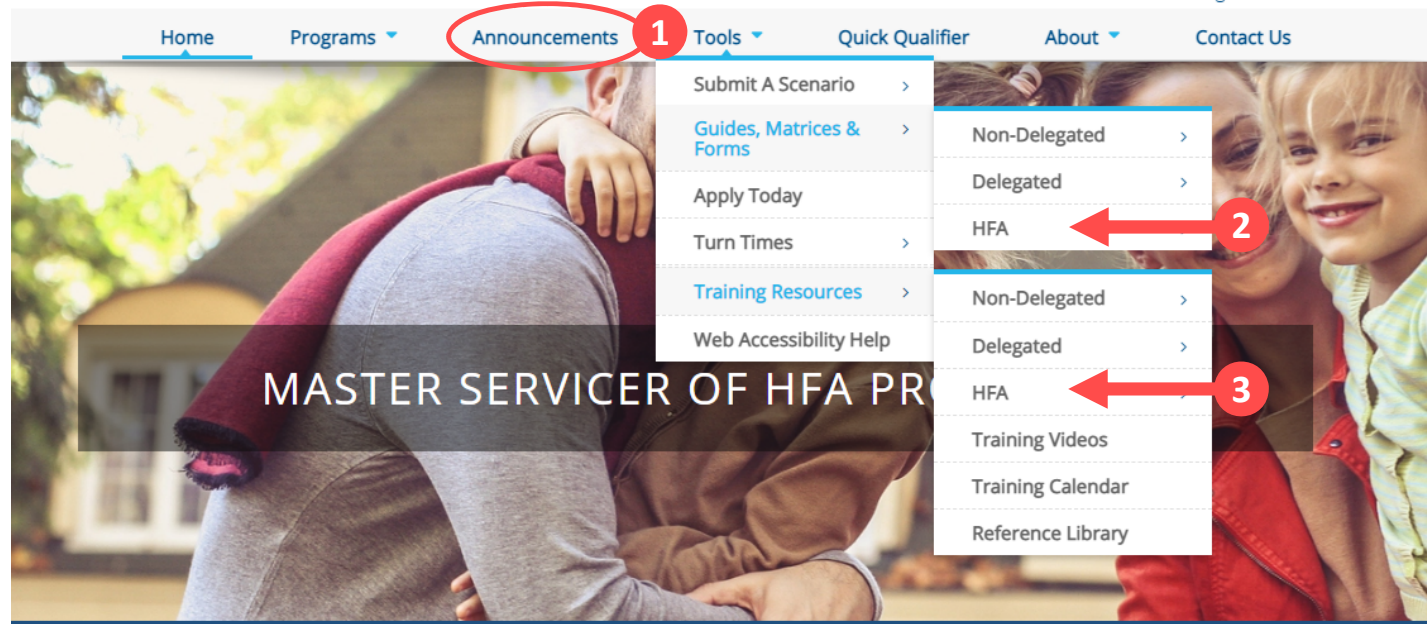 Home Programs Announcements 1 Tools Quick Qualifier About Contact Us
Submit A Scenario
Guides, Matrices &
Forms
Apply Today
Turn Times
Training Resources
Web Accessibility Help
Non-Delegated
Delegated
HFA 2
Non-Delegated
Delegated
HFA 3
Training Videos
Training Calendar
Reference Library
MASTER SERVICER OF HFA